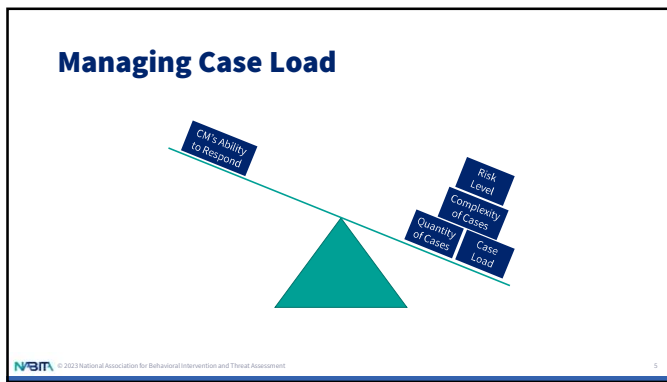 Managing Case Load
CM's Ability
to Respond
Risk
Level
Complexity
of Cases
Quantity
of Cases
Case
Load
NABITA © 2023 National Association for Behavioral Intervention and Threat Assessment
5